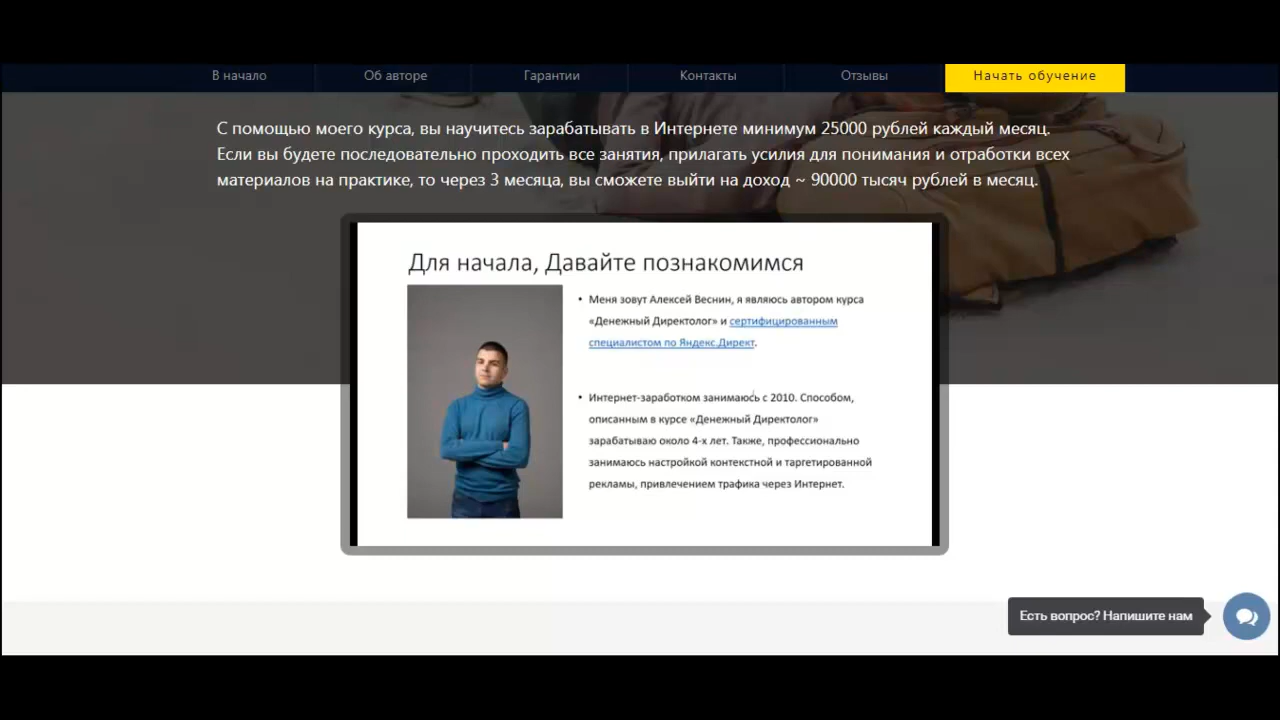 В начало
Об авторе
Гарантии
Контакты
Отзывы
Начать обучение
С помощью моего курса, вы научитесь зарабатывать в Интернете минимум 25000 рублей каждый месяц.
Если вы будете последовательно проходить все занятия, прилагать усилия для понимания и отработки всех
материалов на практике, то через 3 месяца, вы сможете выйти на доход ~ 90000 тысяч рублей в месяц.
Для начала, Давайте познакомимся
• Меня зовут Алексей Веснин, я являюсь автором курса
«Денежный Директолог» и сертифицированным
специалистом по Яндекс.Директ.
• Интернет-заработком занимаюсь с 2010. Способом,
описанным в курсе «Денежный Директолог»
зарабатываю около 4-х лет. Также, профессионально
занимаюсь настройкой контекстной и таргетированной
рекламы, привлечением трафика через Интернет.
Есть вопрос? Напишите нам